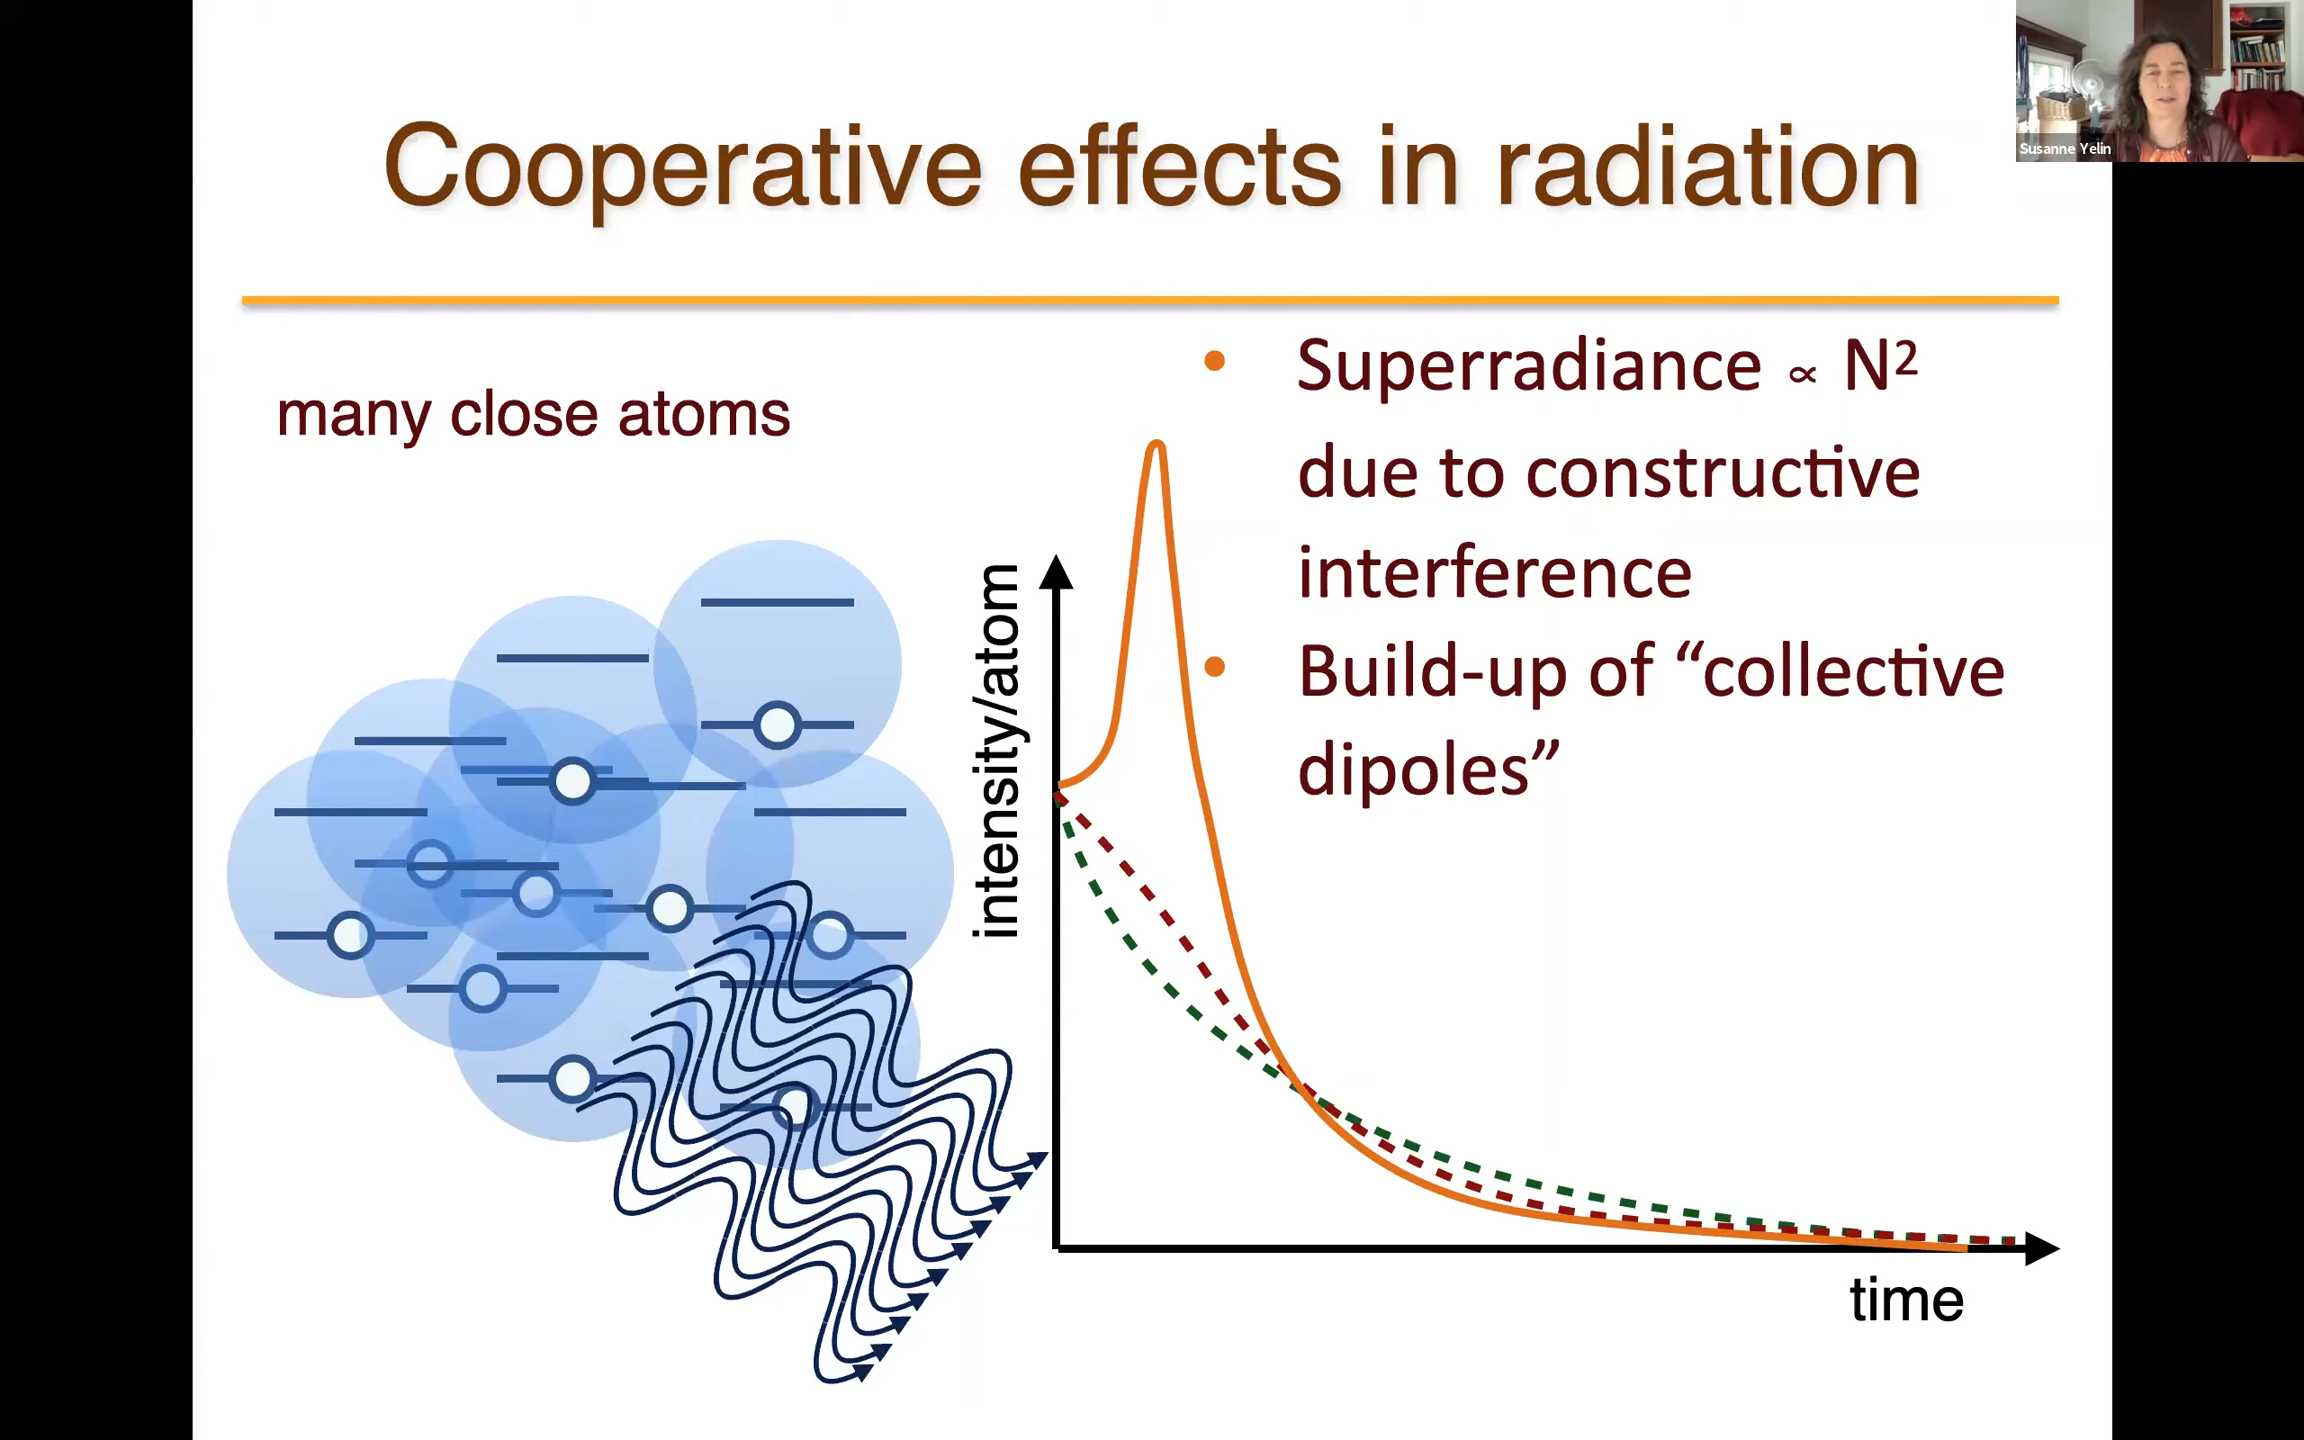 Cooperative effects in radiation
Susanne Yelin
many close atoms
• Superradiance ∝ N²
due to constructive
interference
• Build-up of “collective
dipoles”
intensity/atom
time